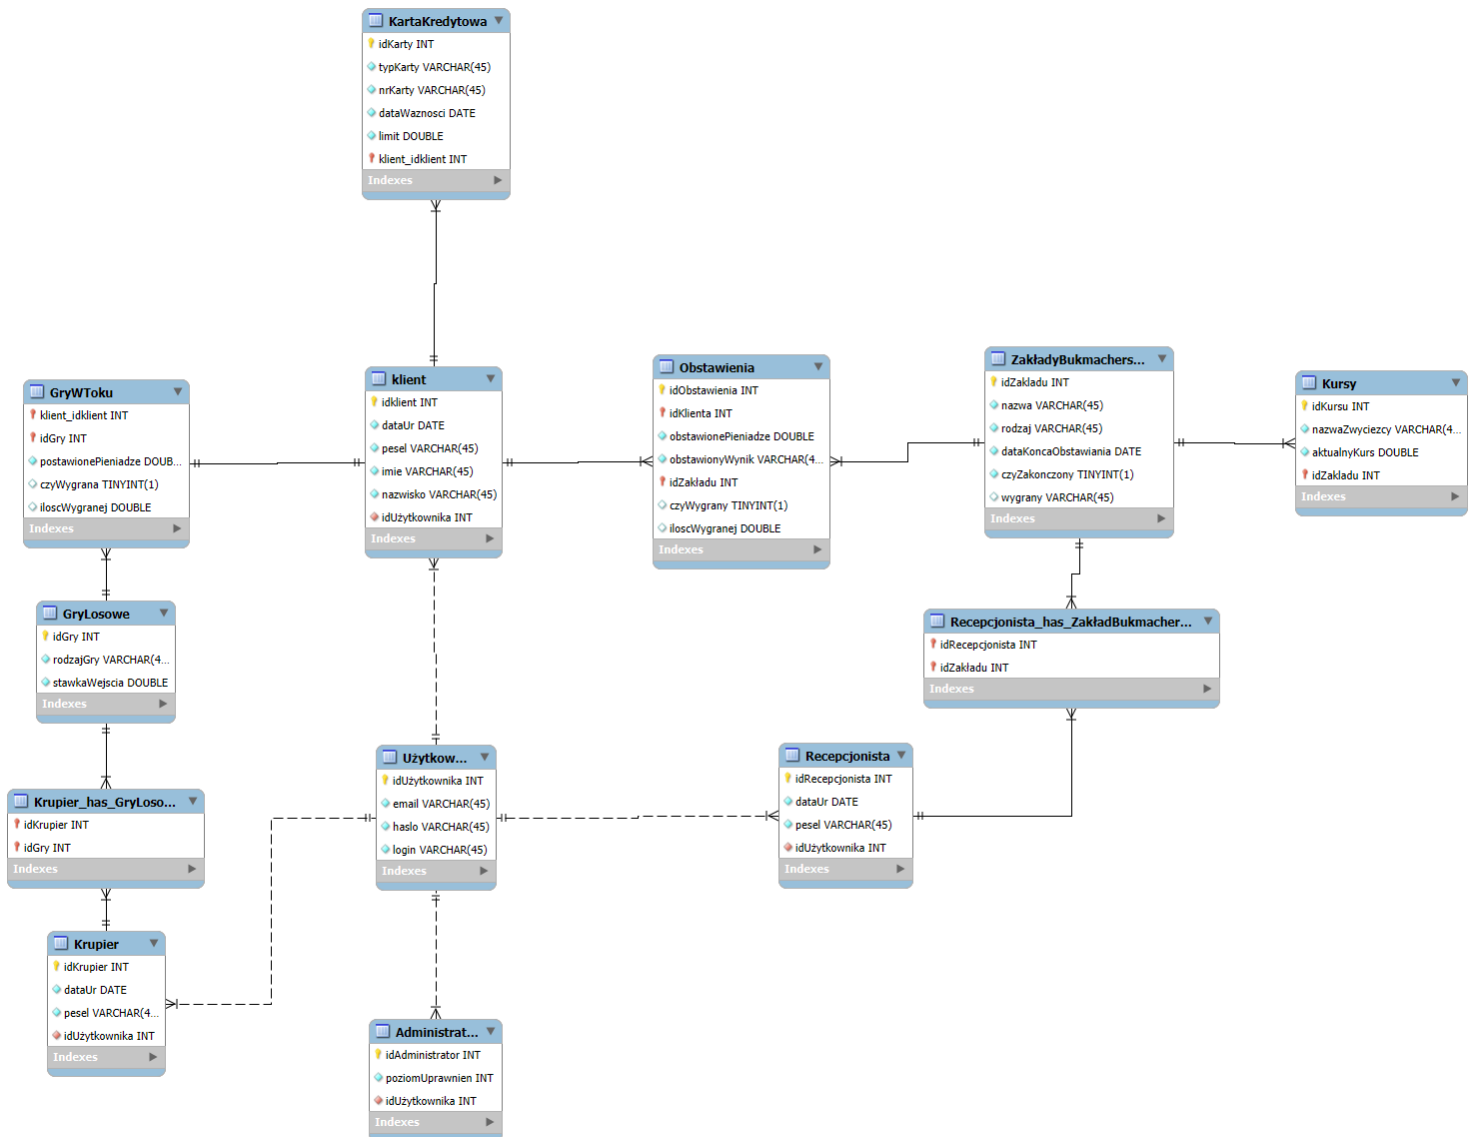 KartaKredytowa
idKarty INT
typKarty VARCHAR(45)
nrKarty VARCHAR(45)
dataWaznosci DATE
limit DOUBLE
klient_idklient INT
Indexes
GryWToku
klient_idklient INT
idGry INT
postawionePieniadze DOUB...
czyWygrana TINYINT(1)
iloscWygranej DOUBLE
Indexes
klient
idklient INT
dataUr DATE
pesel VARCHAR(45)
imie VARCHAR(45)
nazwisko VARCHAR(45)
idUżytkownika INT
Indexes
Obstawienia
idObstawienia INT
idKlienta INT
obstawionePieniadze DOUBLE
obstawionyWynik VARCHAR(4...
idZakładu INT
czyWygrany TINYINT(1)
iloscWygranej DOUBLE
Indexes
ZakładyBukmachers...
idZakladu INT
nazwa VARCHAR(45)
rodzaj VARCHAR(45)
dataKoncaObstawiania DATE
czyZakonczony TINYINT(1)
wygrany VARCHAR(45)
Indexes
Kursy
idKursu INT
nazwaZwyciezcy VARCHAR(4...
aktualnyKurs DOUBLE
idZakladu INT
Indexes
GryLosowe
idGry INT
rodzajGry VARCHAR(4...
stawkaWejscia DOUBLE
Indexes
Recepcjonista_has_ZakładBukmacher...
idRecepcjonista INT
idZakładu INT
Indexes
Krupier_has_GryLoso...
idKrupier INT
idGry INT
Indexes
Użytkow...
idUżytkownika INT
email VARCHAR(45)
haslo VARCHAR(45)
login VARCHAR(45)
Indexes
Recepcjonista
idRecepcjonista INT
dataUr DATE
pesel VARCHAR(45)
idUżytkownika INT
Indexes
Krupier
idKrupier INT
dataUr DATE
pesel VARCHAR(4...
idUżytkownika INT
Indexes
Administrat...
idAdministrator INT
poziomUprawnien INT
idUżytkownika INT
Indexes